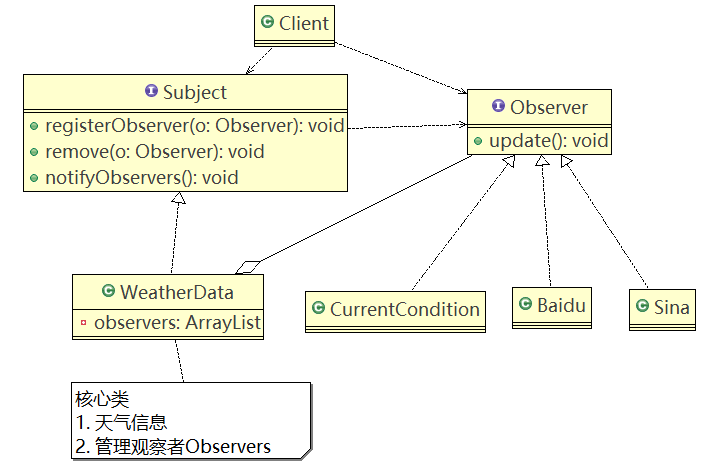 Client
Subject
registerObserver(o: Observer): void
remove(o: Observer): void
notifyObservers(): void
Observer
update(): void
WeatherData
observers: ArrayList
CurrentCondition
Baidu
Sina
核心类
1. 天气信息
2. 管理观察者Observers